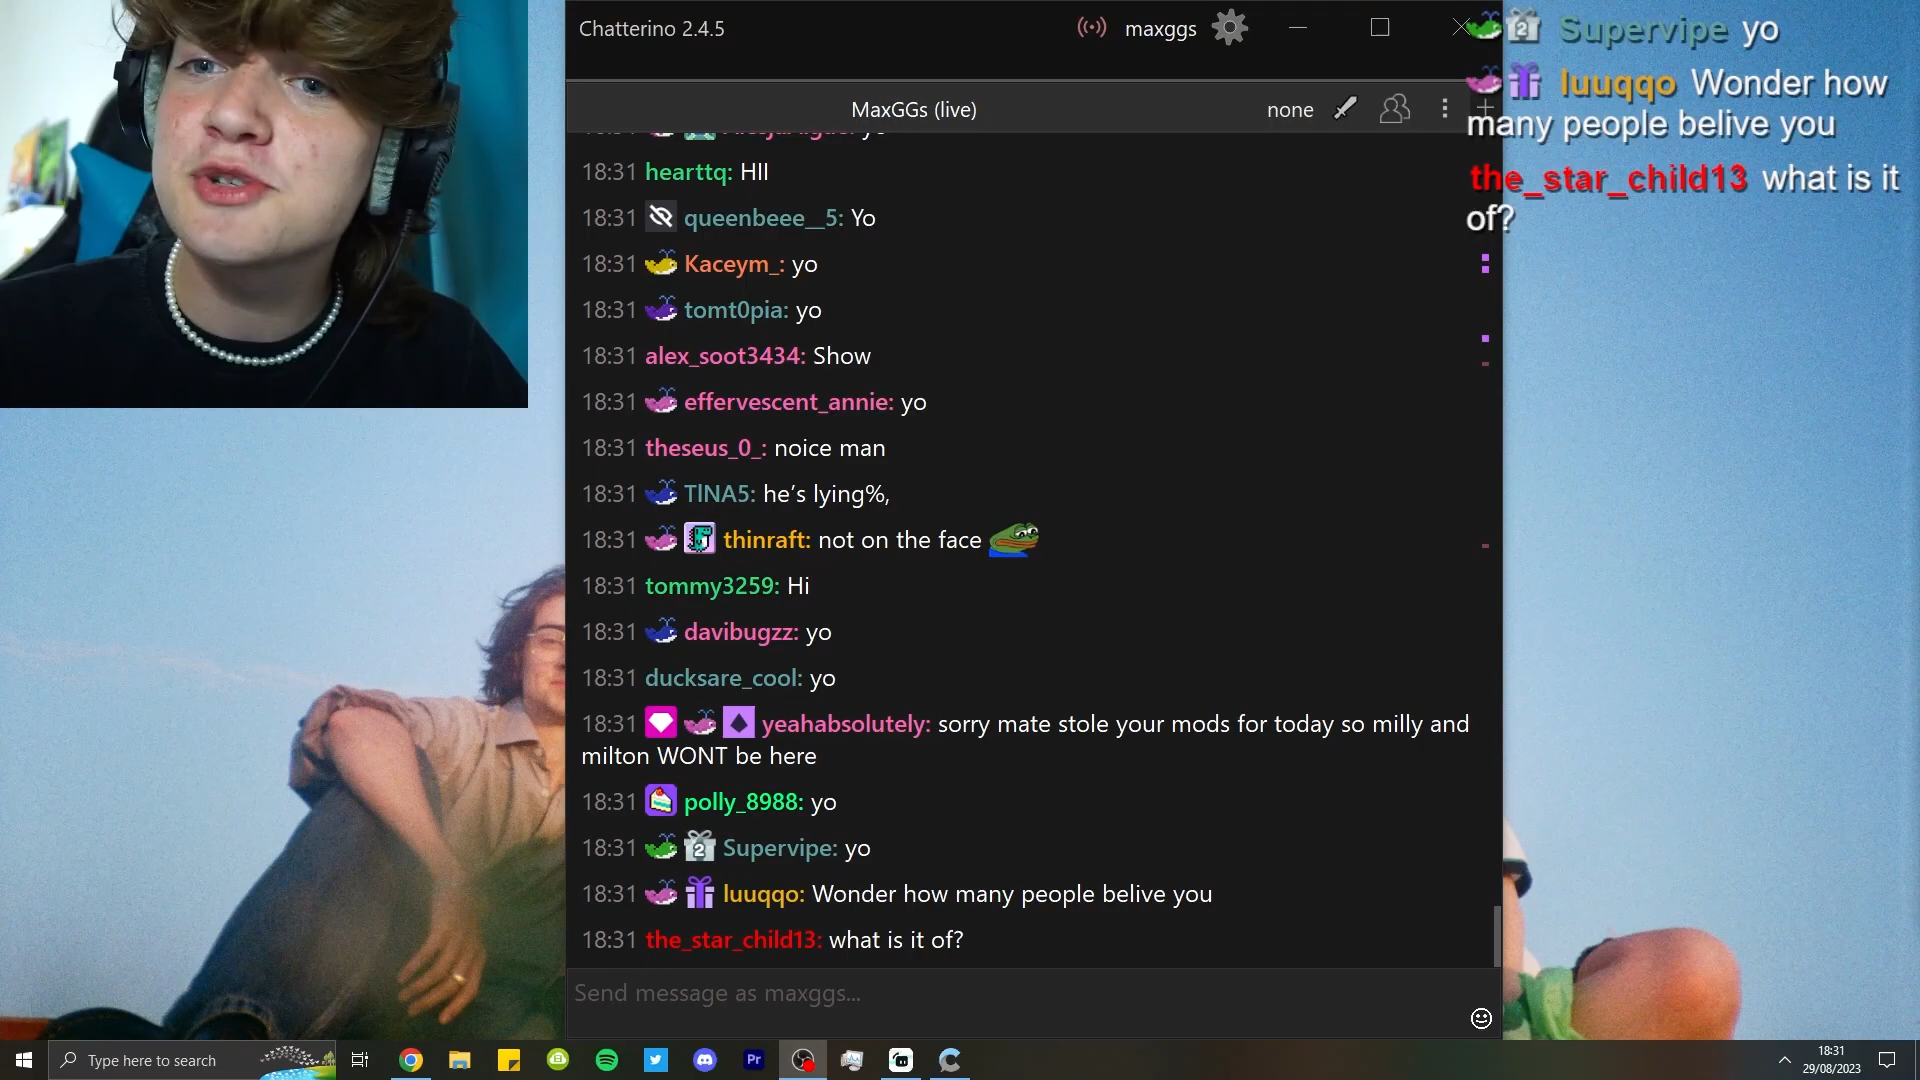 Chatterino 2.4.5
maxggs
MaxGGs (live)
none
18:31 hearttq: HII
18:31 queenbeee__5: Yo
18:31 Kaceym_: yo
18:31 tomt0pia: yo
18:31 alex_soot3434: Show
18:31 effervescent_annie: yo
18:31 theseus_0_: noice man
18:31 TlNA5: he’s lying%,
18:31 thinraft: not on the face
18:31 tommy3259: Hi
18:31 davibugzz: yo
18:31 ducksare_cool: yo
18:31 yeahabsolutely: sorry mate stole your mods for today so milly and
milton WONT be here
18:31 polly_8988: yo
18:31 2 Supervipe: yo
18:31 luuqqo: Wonder how many people belive you
18:31 the_star_child13: what is it of?
Send message as maxggs...
2 Supervipe yo
luuqqo Wonder how
many people belive you
the_star_child13 what is it
of?
Type here to search
Pr
18:31
29/08/2023